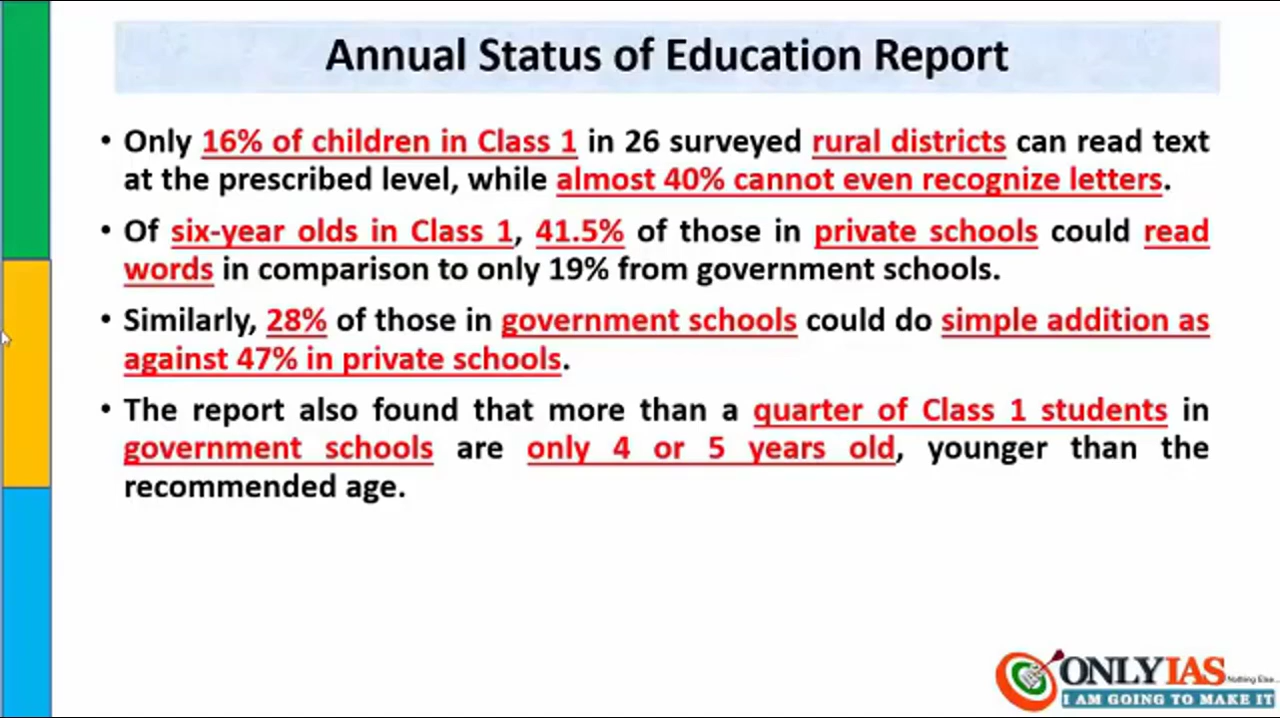 Annual Status of Education Report
• Only 16% of children in Class 1 in 26 surveyed rural districts can read text
at the prescribed level, while almost 40% cannot even recognize letters.
• Of six-year olds in Class 1, 41.5% of those in private schools could read
words in comparison to only 19% from government schools.
• Similarly, 28% of those in government schools could do simple addition as
against 47% in private schools.
• The report also found that more than a quarter of Class 1 students in
government schools are only 4 or 5 years old, younger than the
recommended age.
ONLYIAS
Nothing Else...
I AM GOING TO MAKE IT